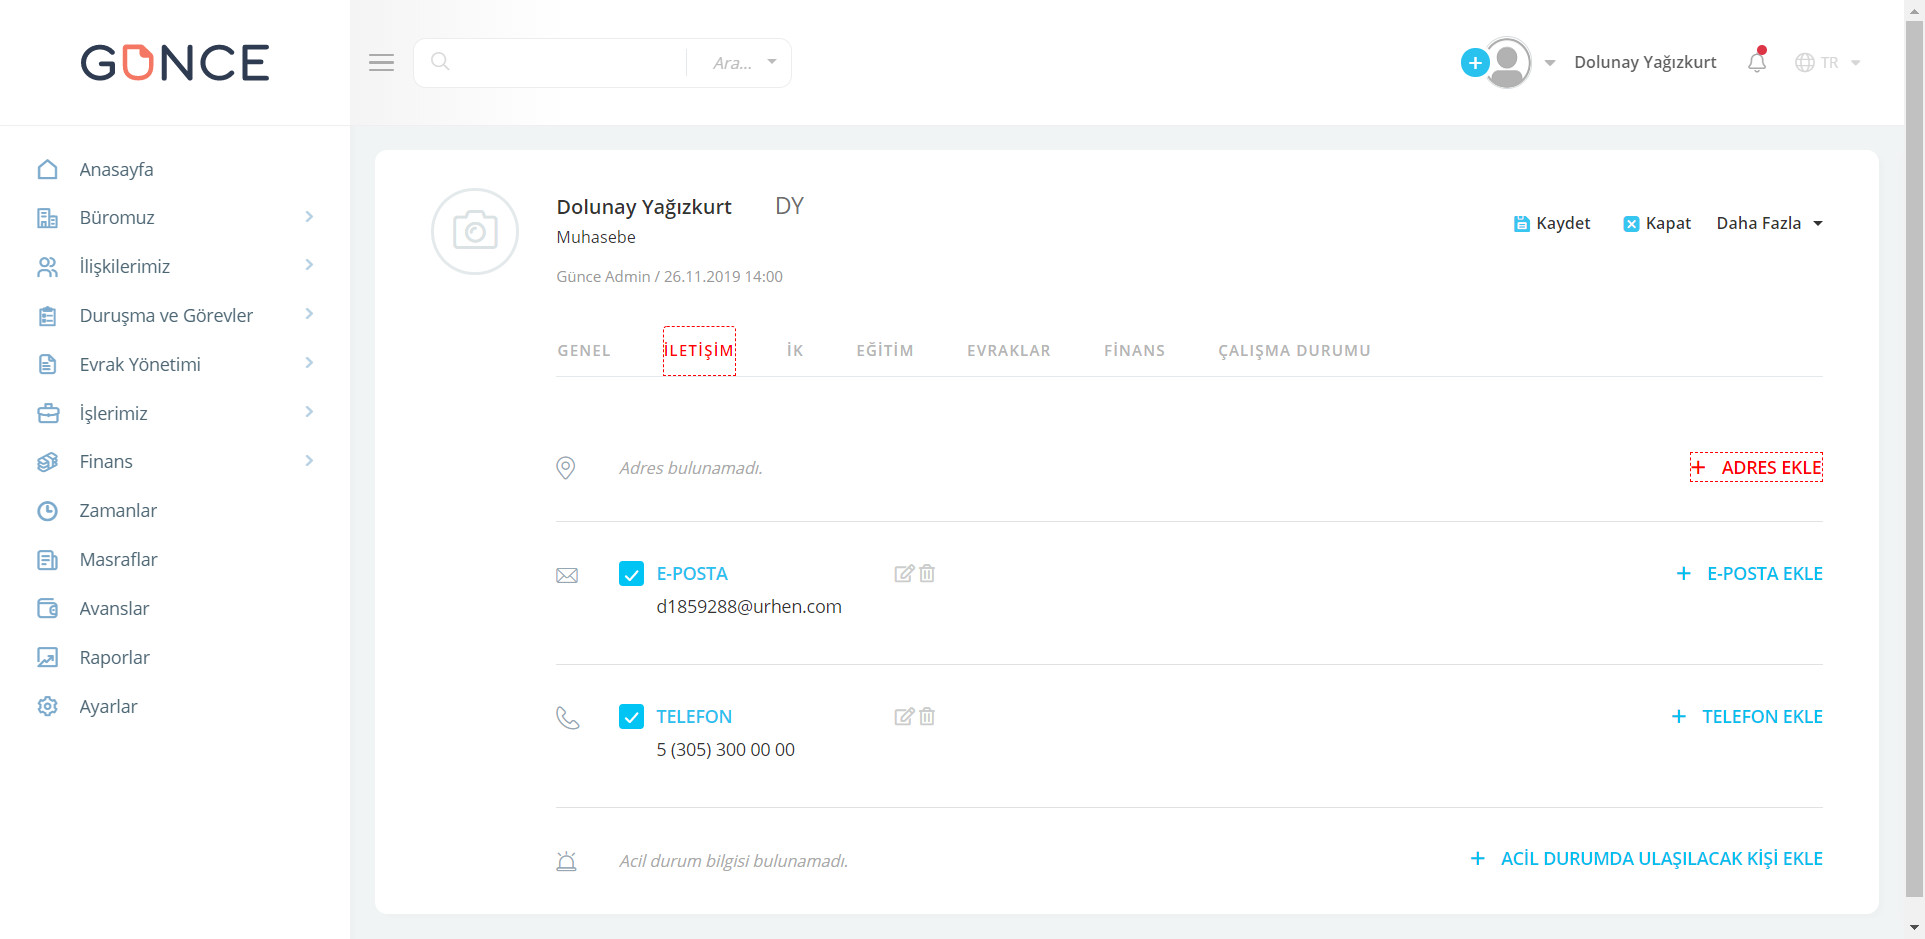 GÜNCE
Ara...
Dolunay Yağızkurt
TR
Anasayfa
Büromuz
İlişkilerimiz
Duruşma ve Görevler
Evrak Yönetimi
İşlerimiz
Finans
Zamanlar
Masraflar
Avanslar
Raporlar
Ayarlar
Dolunay Yağızkurt DY
Muhasebe
Günce Admin / 26.11.2019 14:00
Kaydet Kapat Daha Fazla
GENEL İLETİŞİM İK EĞİTİM EVRAKLAR FİNANS ÇALIŞMA DURUMU
Adres bulunamadı. + ADRES EKLE
E-POSTA + E-POSTA EKLE
d1859288@urhen.com
TELEFON + TELEFON EKLE
5 (305) 300 00 00
Acil durum bilgisi bulunamadı. + ACİL DURUMDA ULAŞILACAK KİŞİ EKLE